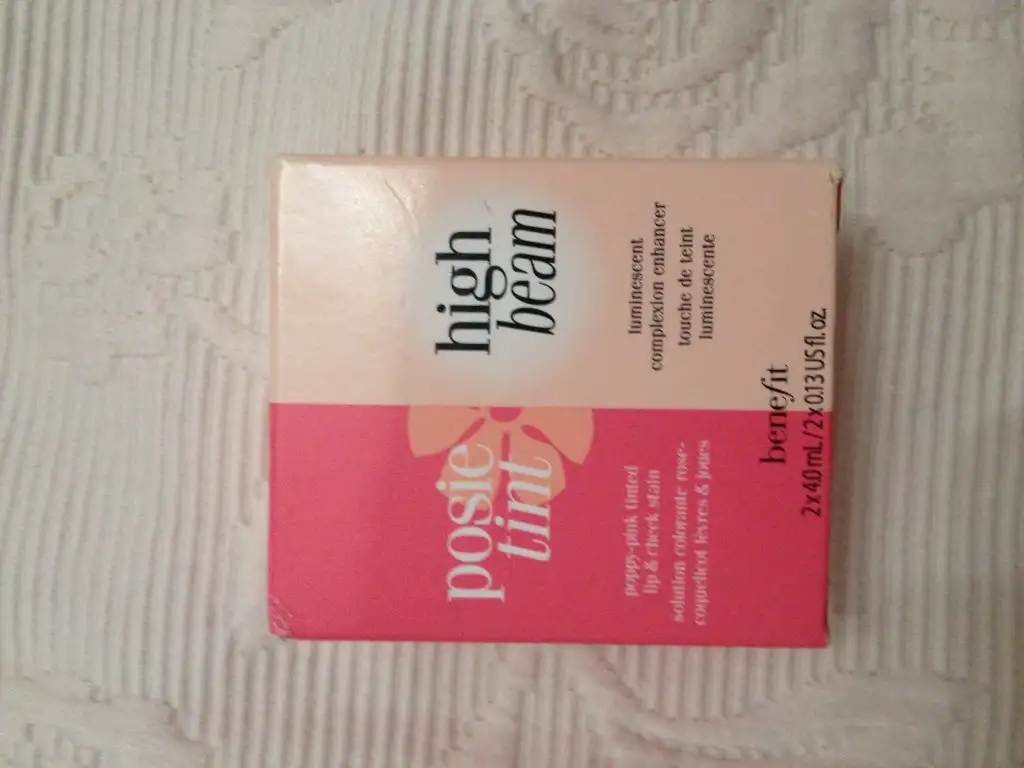 posie
tint
poppy-pink tinted
lip & cheek stain
solution colorante rose-
coquelicot lèvres & joues
high
beam
luminescent
complexion enhancer
touche de teint
luminescente
benefit
2 x 4.0 mL / 2 x 0.13 US fl. oz.